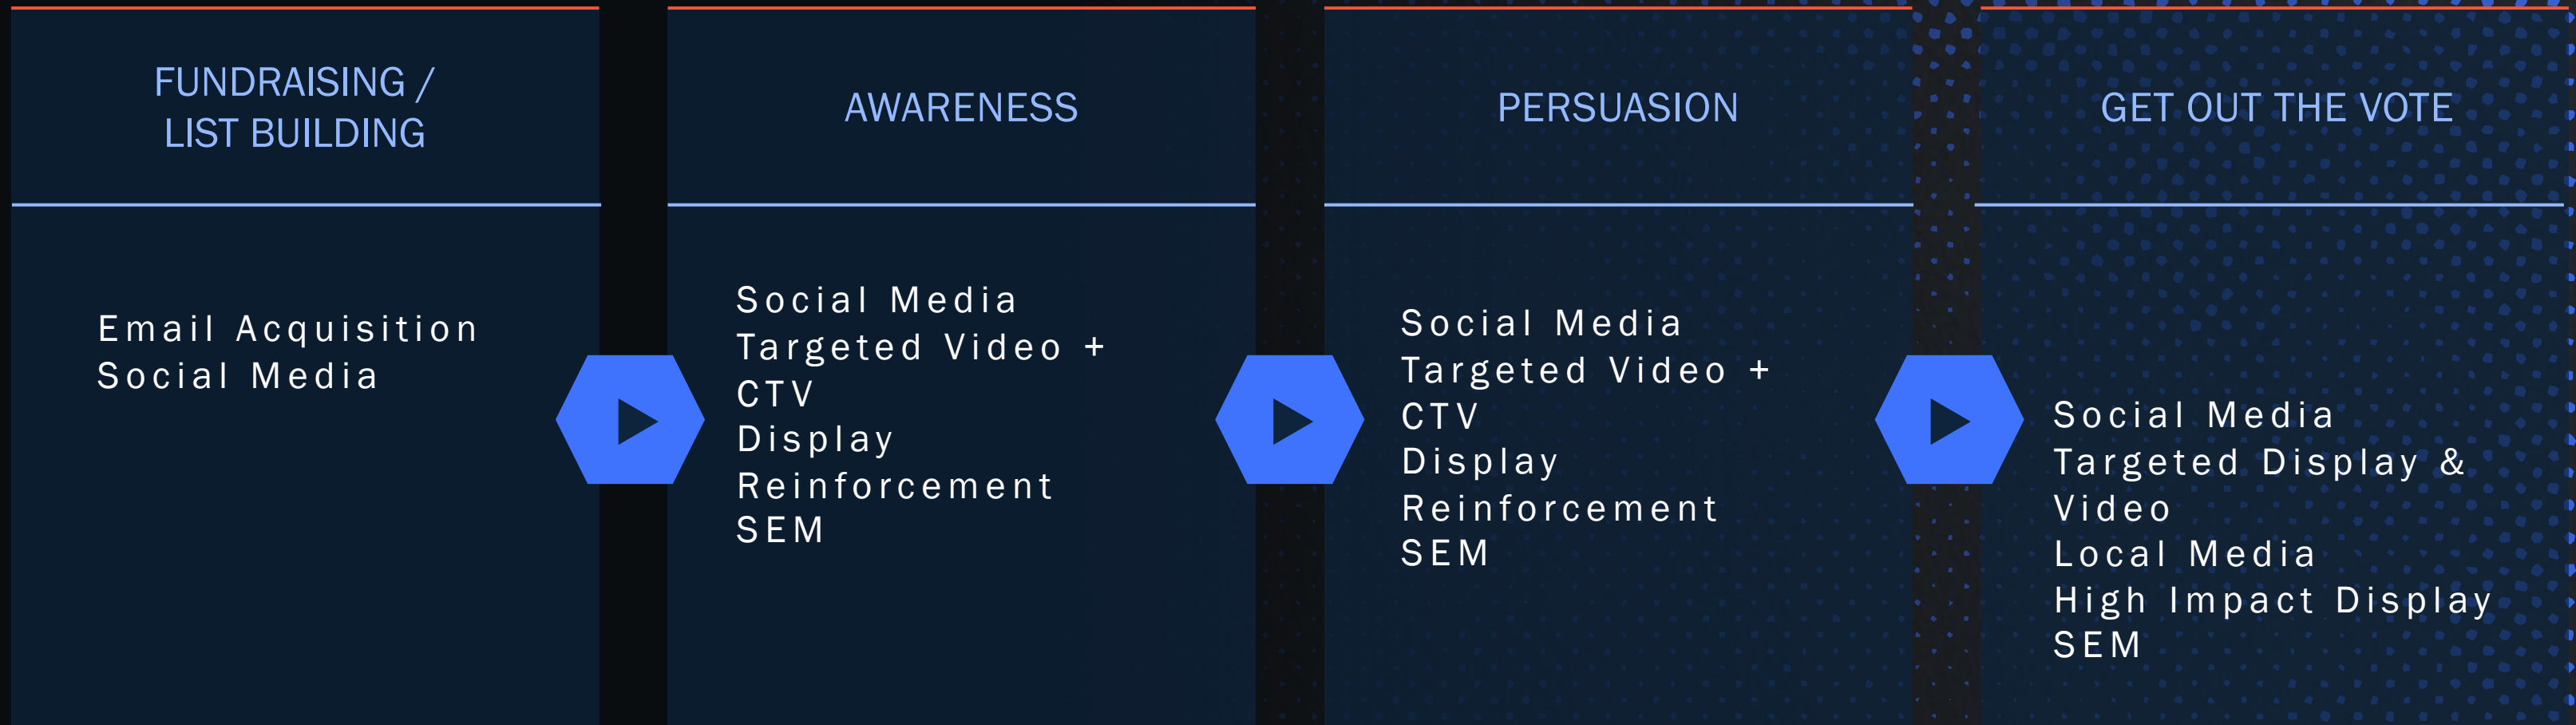 FUNDRAISING /
LIST BUILDING
Email Acquisition
Social Media
AWARENESS
Social Media
Targeted Video +
CTV
Display
Reinforcement
SEM
PERSUASION
Social Media
Targeted Video +
CTV
Display
Reinforcement
SEM
GET OUT THE VOTE
Social Media
Targeted Display &
Video
Local Media
High Impact Display
SEM